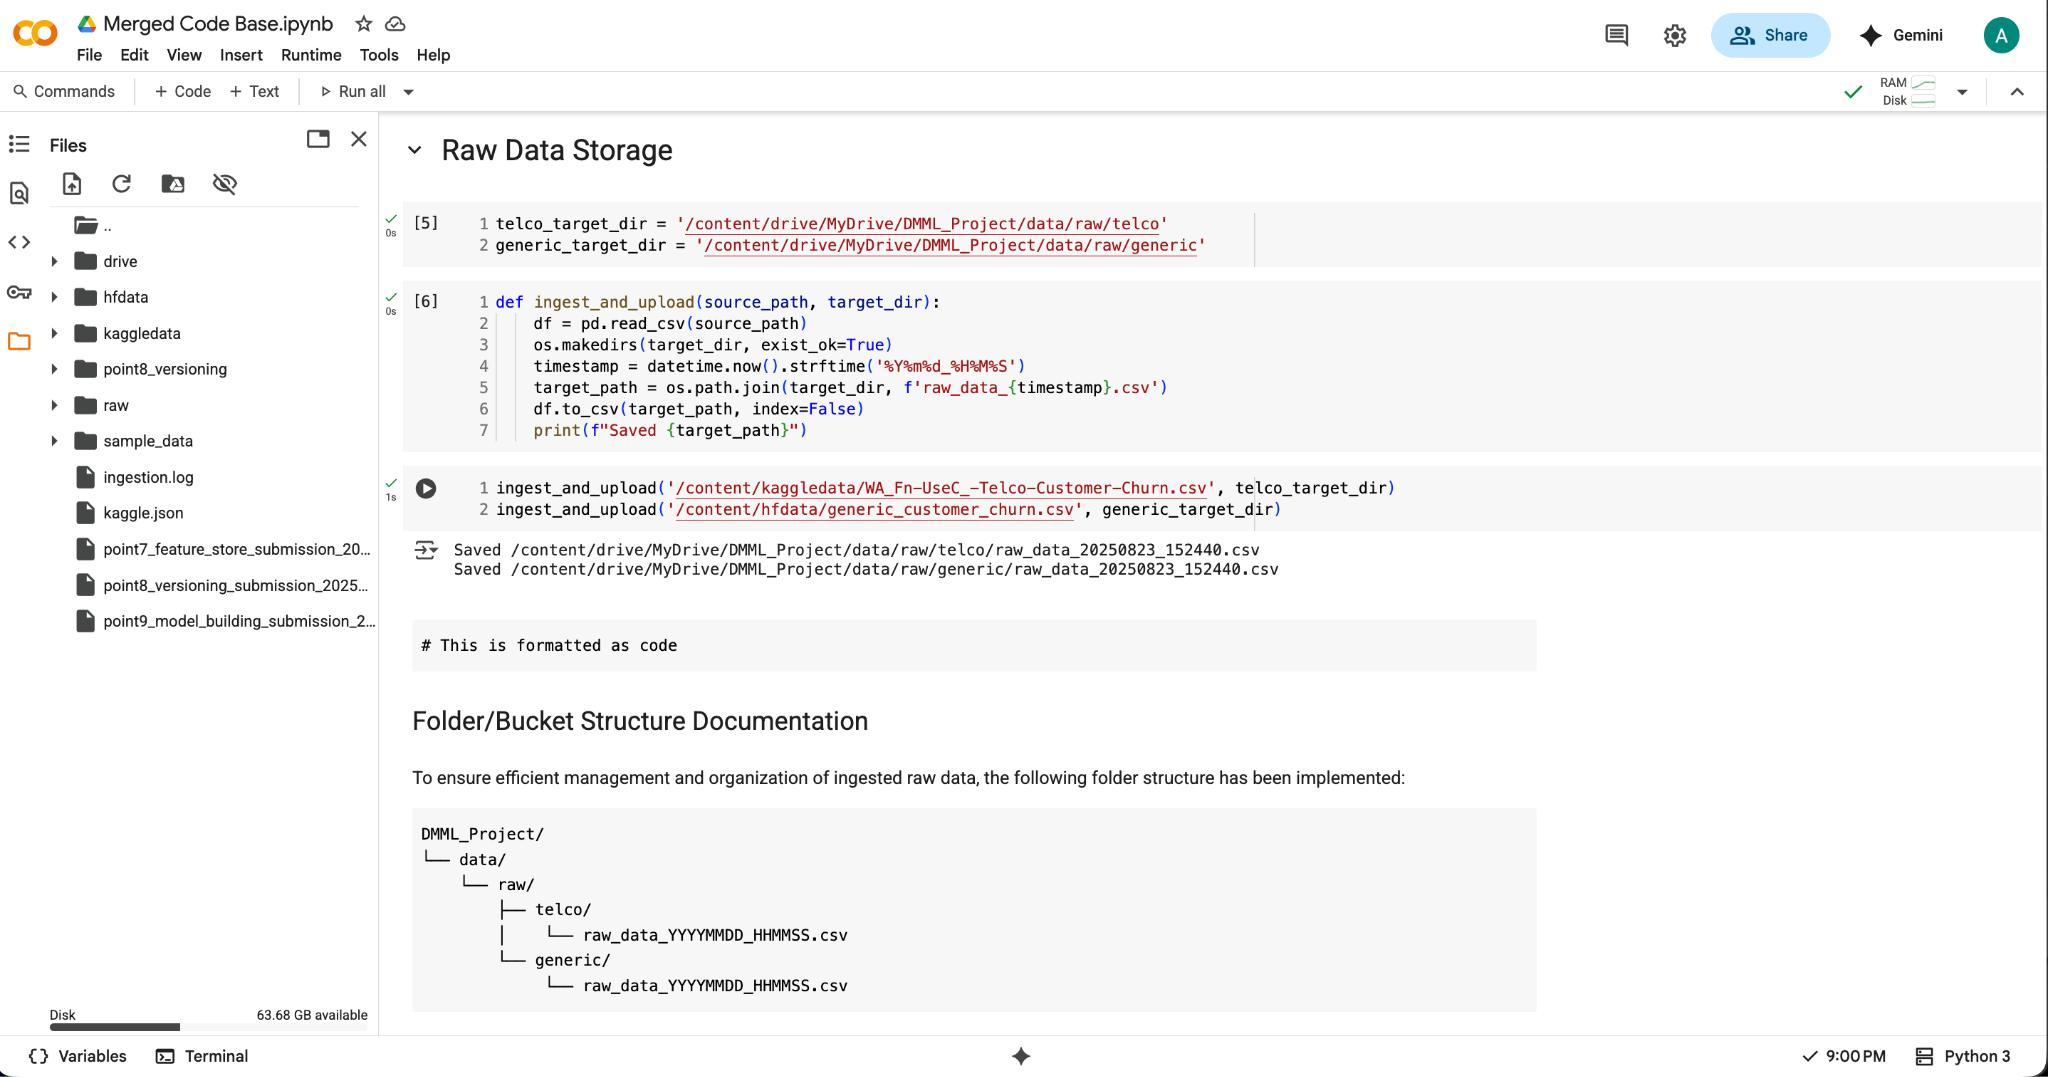 Merged Code Base.ipynb
File Edit View Insert Runtime Tools Help
Share
Gemini
A
Commands + Code + Text Run all
RAM
Disk
Files
..
drive
hfdata
kaggledata
point8_versioning
raw
sample_data
ingestion.log
kaggle.json
point7_feature_store_submission_20...
point8_versioning_submission_2025...
point9_model_building_submission_2...
Disk 63.68 GB available
Raw Data Storage
0s [5]
1 telco_target_dir = '/content/drive/MyDrive/DMML_Project/data/raw/telco'
2 generic_target_dir = '/content/drive/MyDrive/DMML_Project/data/raw/generic'
0s [6]
1 def ingest_and_upload(source_path, target_dir):
2     df = pd.read_csv(source_path)
3     os.makedirs(target_dir, exist_ok=True)
4     timestamp = datetime.now().strftime('%Y%m%d_%H%M%S')
5     target_path = os.path.join(target_dir, f'raw_data_{timestamp}.csv')
6     df.to_csv(target_path, index=False)
7     print(f"Saved {target_path}")
1s
1 ingest_and_upload('/content/kaggledata/WA_Fn-UseC_-Telco-Customer-Churn.csv', telco_target_dir)
2 ingest_and_upload('/content/hfdata/generic_customer_churn.csv', generic_target_dir)
Saved /content/drive/MyDrive/DMML_Project/data/raw/telco/raw_data_20250823_152440.csv
Saved /content/drive/MyDrive/DMML_Project/data/raw/generic/raw_data_20250823_152440.csv
# This is formatted as code
Folder/Bucket Structure Documentation
To ensure efficient management and organization of ingested raw data, the following folder structure has been implemented:
DMML_Project/
└── data/
    └── raw/
        ├── telco/
        │    └── raw_data_YYYYMMDD_HHMMSS.csv
        └── generic/
             └── raw_data_YYYYMMDD_HHMMSS.csv
{} Variables Terminal
9:00 PM Python 3